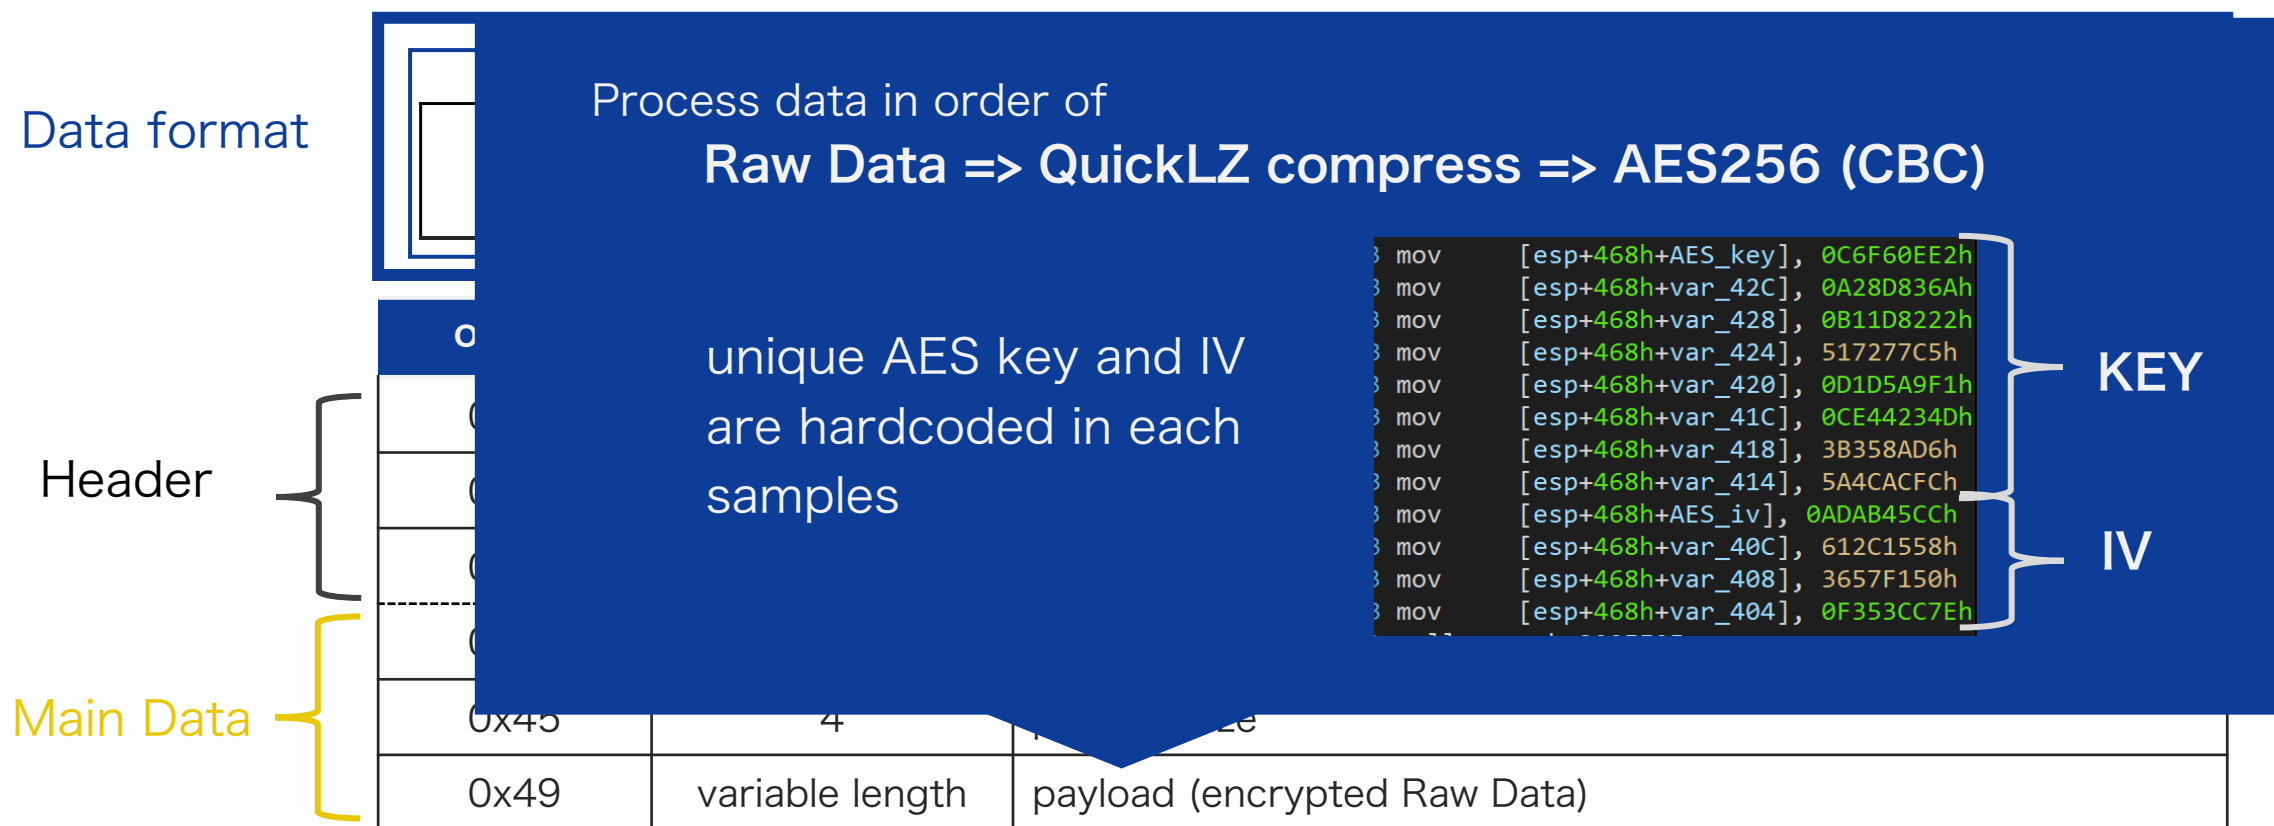 Data format
Process data in order of
Raw Data => QuickLZ compress => AES256 (CBC)
unique AES key and IV
are hardcoded in each
samples
mov [esp+468h+AES_key], 0C6F60EE2h
mov [esp+468h+var_42C], 0A28D836Ah
mov [esp+468h+var_428], 0B11D8222h
mov [esp+468h+var_424], 517277C5h
mov [esp+468h+var_420], 0D1D5A9F1h
mov [esp+468h+var_41C], 0CE44234Dh
mov [esp+468h+var_418], 3B358AD6h
mov [esp+468h+var_414], 5A4CACFCh
mov [esp+468h+AES_iv], 0ADAB45CCh
mov [esp+468h+var_40C], 612C1558h
mov [esp+468h+var_408], 3657F150h
mov [esp+468h+var_404], 0F353CC7Eh
KEY
IV
Header
Main Data
0x45 4
0x49 variable length payload (encrypted Raw Data)